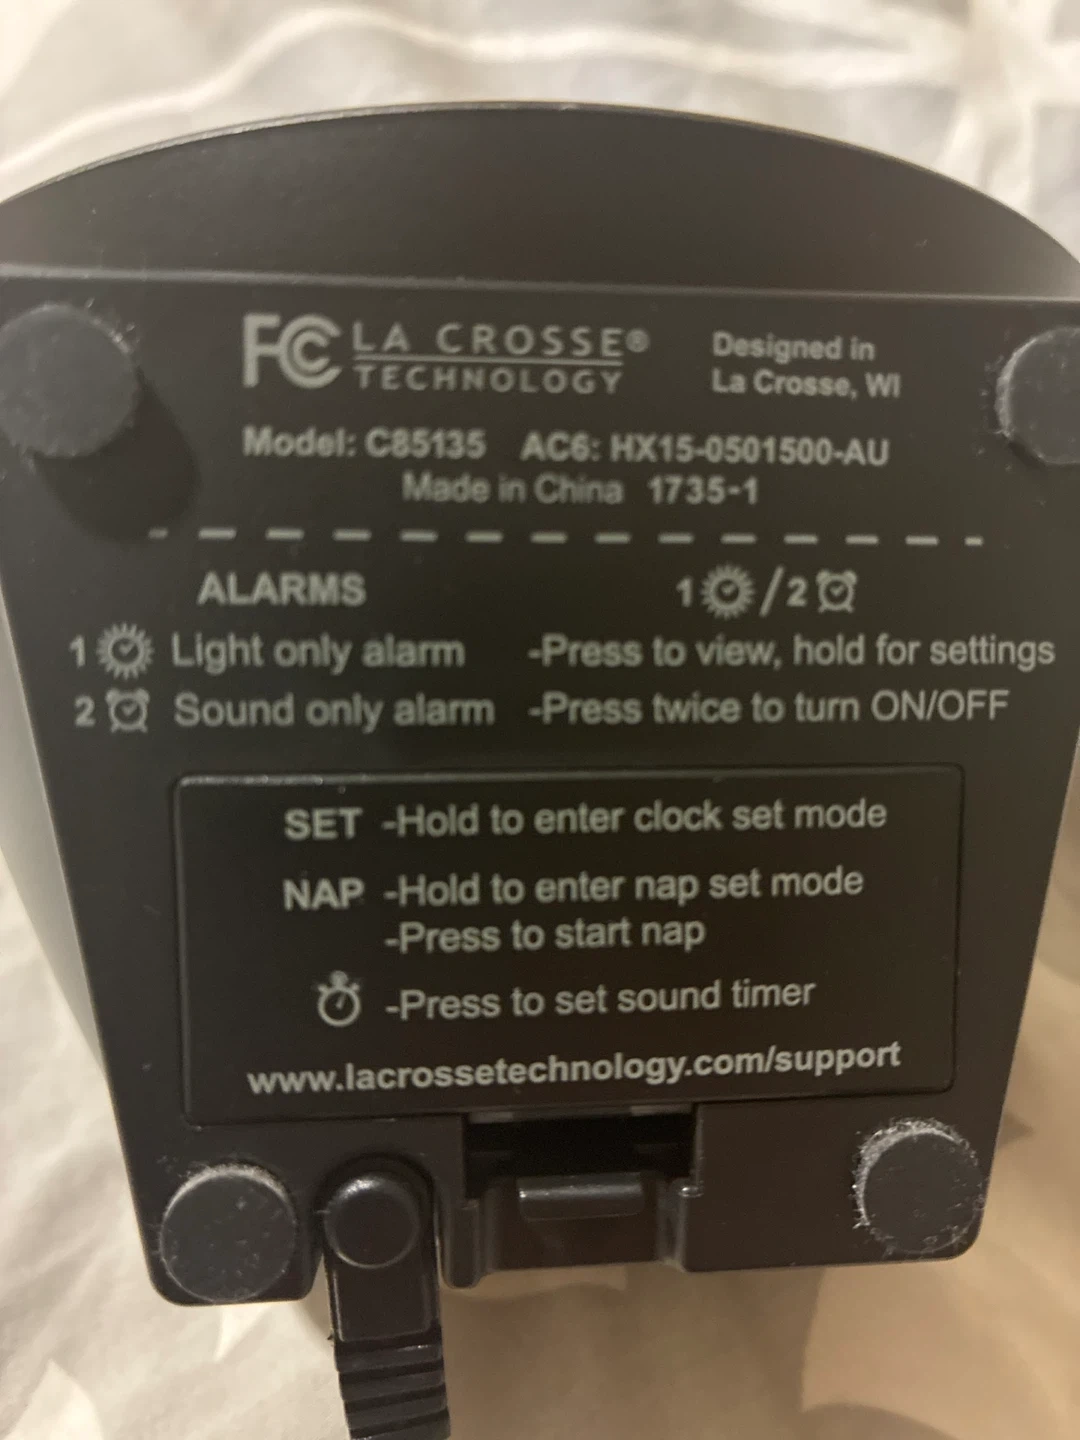 FCC LA CROSSE® TECHNOLOGY
Designed in
La Crosse, WI
Model: C85135 AC6: HX15-0501500-AU
Made in China 1735-1
ALARMS
1 Light only alarm
2 Sound only alarm
1 / 2
-Press to view, hold for settings
-Press twice to turn ON/OFF
SET -Hold to enter clock set mode
NAP -Hold to enter nap set mode
-Press to start nap
-Press to set sound timer
www.lacrossetechnology.com/support